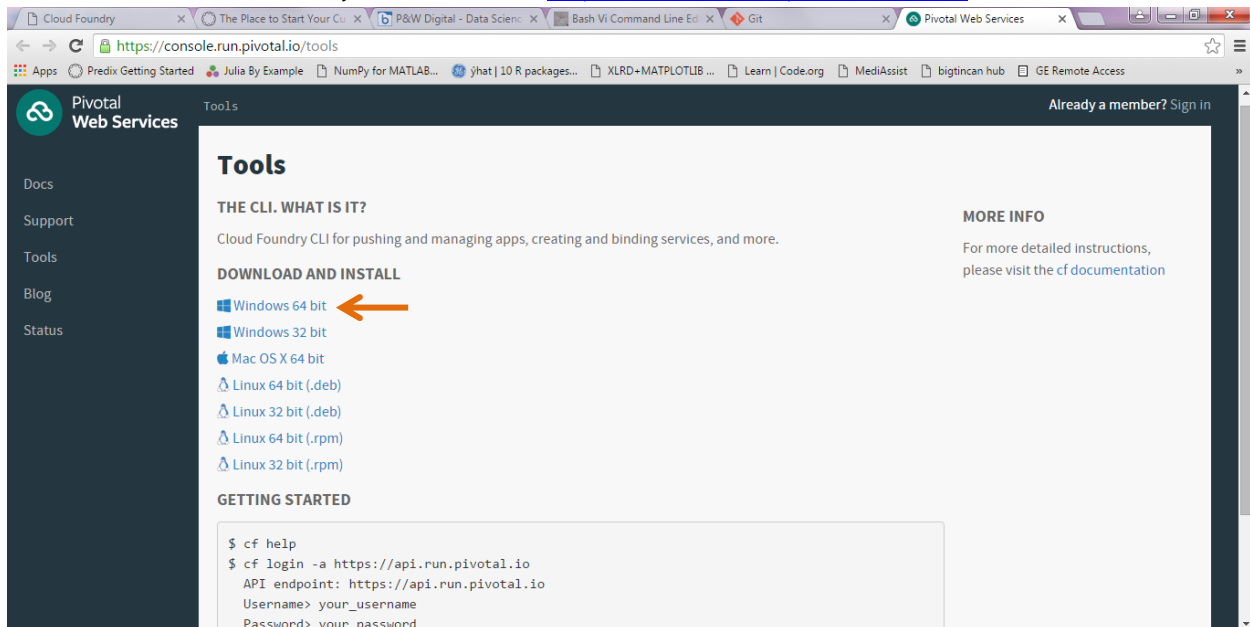 Cloud Foundry
The Place to Start Your Cu
P&W Digital - Data Scienc
Bash Vi Command Line Ed
Git
Pivotal Web Services
https://console.run.pivotal.io/tools
Apps
Predix Getting Started
Julia By Example
NumPy for MATLAB...
ýhat | 10 R packages...
XLRD+MATPLOTLIB ...
Learn | Code.org
MediAssist
bigtincan hub
GE Remote Access
»
Pivotal
Web Services
Tools
Already a member? Sign in
Docs
Support
Tools
Blog
Status
Tools
THE CLI. WHAT IS IT?
Cloud Foundry CLI for pushing and managing apps, creating and binding services, and more.
DOWNLOAD AND INSTALL
Windows 64 bit
Windows 32 bit
Mac OS X 64 bit
Linux 64 bit (.deb)
Linux 32 bit (.deb)
Linux 64 bit (.rpm)
Linux 32 bit (.rpm)
GETTING STARTED
$ cf help
$ cf login -a https://api.run.pivotal.io
API endpoint: https://api.run.pivotal.io
Username> your_username
Password> your_password
MORE INFO
For more detailed instructions,
please visit the cf documentation